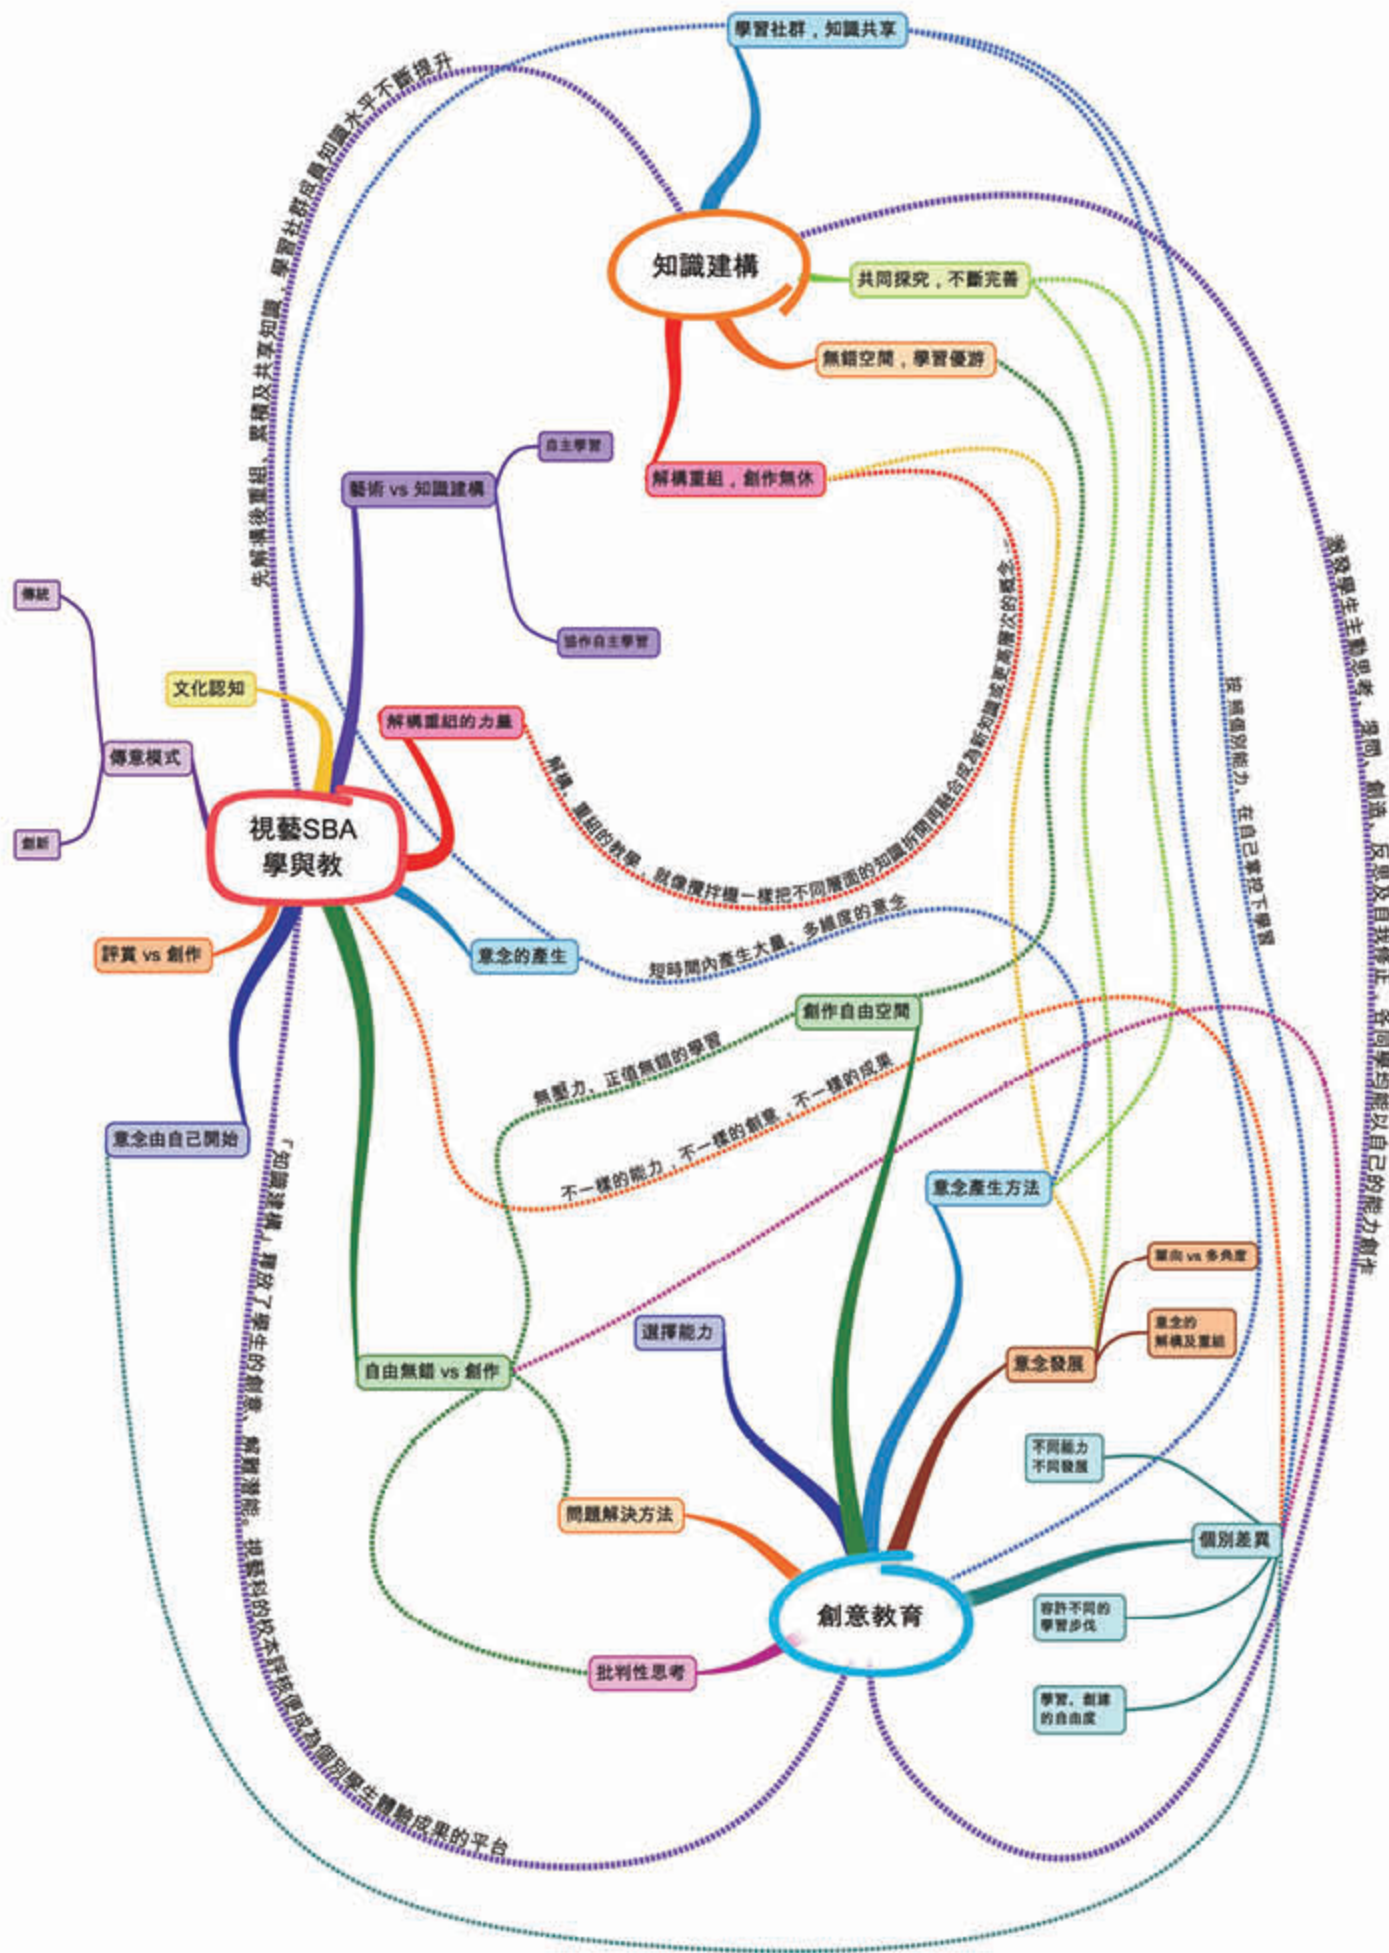 學習社群，知識共享
先解構後重組、累積及共享知識，學習社群成員知識水平不斷提升
知識建構
共同探究，不斷完善
無錯空間，學習優游
解構重組，創作無休
自主學習
藝術 vs 知識建構
協作自主學習
傳統
文化認知
傳意模式
創新
解構重組的力量
解構、重組的教學，就像攪拌機一樣把不同層面的知識拆開再融合成為新知識或更高層次的概念
激發學生主動思考、提問、創造、反思及自我修正，各同學均能以自己的能力創作
按照個別能力、在自己掌控下學習
視藝SBA
學與教
評賞 vs 創作
意念的產生
短時間內產生大量、多維度的意念
創作自由空間
無壓力、正值無錯的學習
不一樣的能力，不一樣的創意，不一樣的成果
意念由自己開始
「知識建構」釋放了學生的創意、解難潛能。視藝科的校本評核便成為個別學生體驗成果的平台
意念產生方法
單向 vs 多角度
意念的
解構及重組
意念發展
選擇能力
自由無錯 vs 創作
不同能力
不同發展
問題解決方法
個別差異
創意教育
容許不同的
學習步伐
批判性思考
學習、創建
的自由度